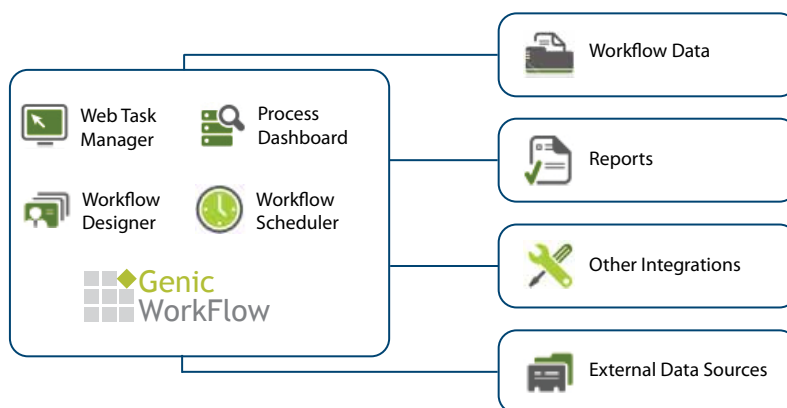 Workflow Data
Web Task
Manager
Process
Dashboard
Reports
Workflow
Designer
Workflow
Scheduler
Other Integrations
Genic
WorkFlow
External Data Sources